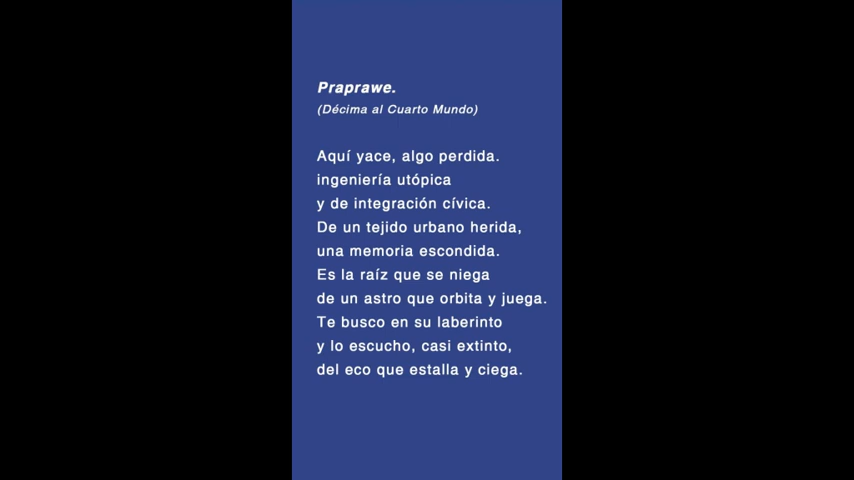 Praprawe.
(Décima al Cuarto Mundo)
Aquí yace, algo perdida.
ingeniería utópica
y de integración cívica.
De un tejido urbano herida,
una memoria escondida.
Es la raíz que se niega
de un astro que orbita y juega.
Te busco en su laberinto
y lo escucho, casi extinto,
del eco que estalla y ciega.